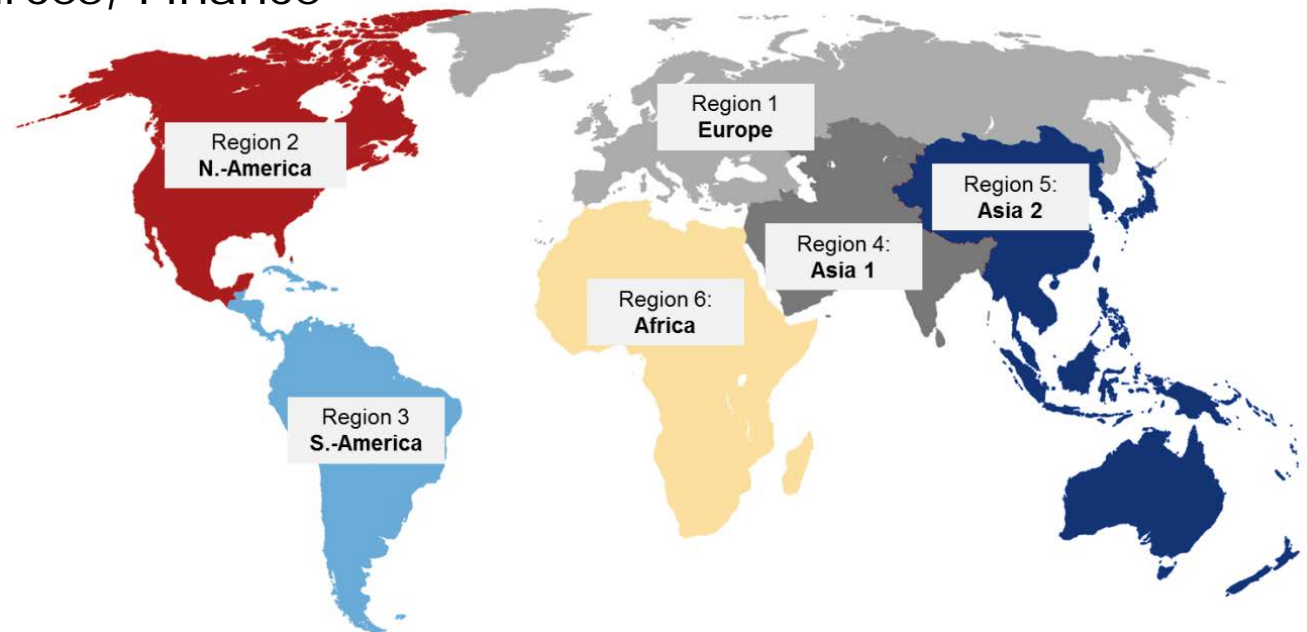 Region 1
Europe
Region 2
N.-America
Region 5:
Asia 2
Region 4:
Asia 1
Region 6:
Africa
Region 3
S.-America